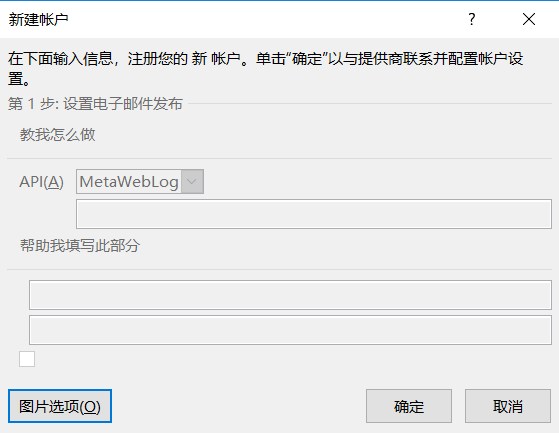 新建帐户
?
在下面输入信息，注册您的 新 帐户。单击“确定”以与提供商联系并配置帐户设
置。
第 1 步: 设置电子邮件发布
教我怎么做
API(A) MetaWebLog
帮助我填写此部分
图片选项(O) 确定 取消